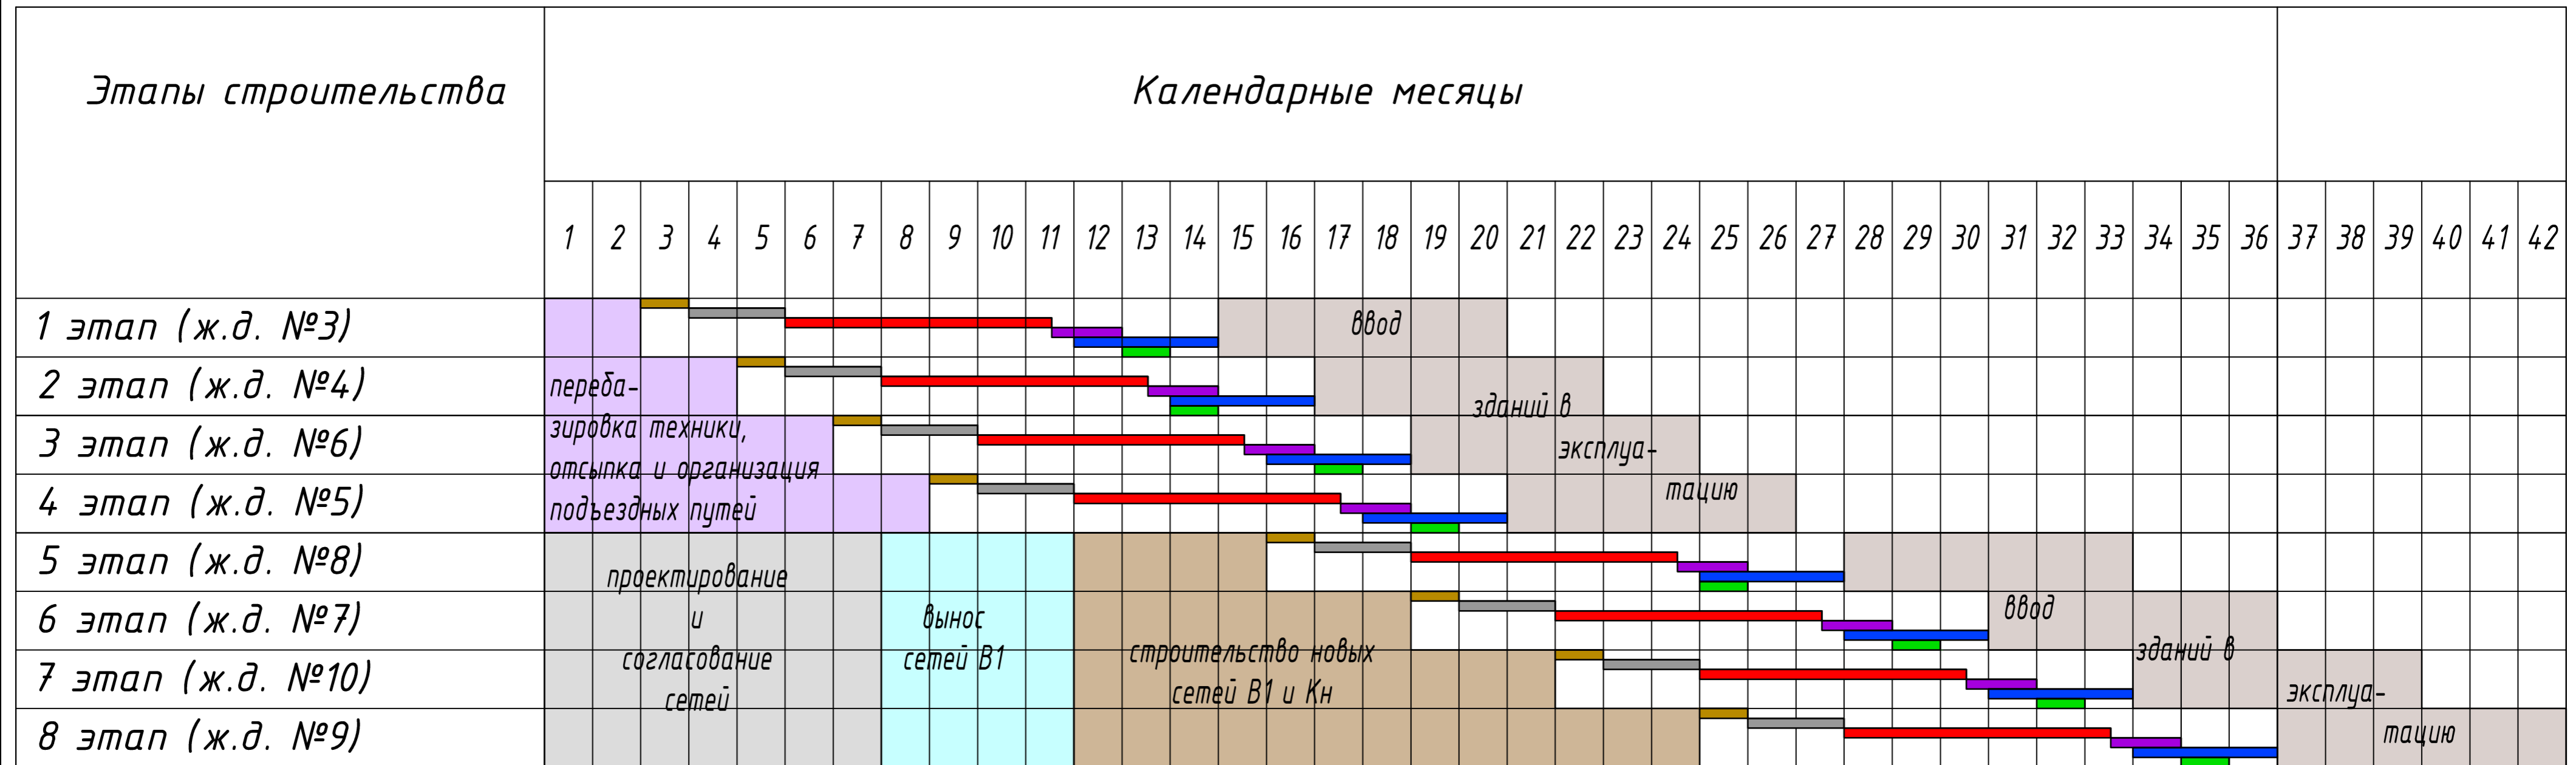 Этапы строительства
Календарные месяцы
1 2 3 4 5 6 7 8 9 10 11 12 13 14 15 16 17 18 19 20 21 22 23 24 25 26 27 28 29 30 31 32 33 34 35 36 37 38 39 40 41 42
1 этап (ж.д. №3)
ввод
2 этап (ж.д. №4)
переба-
зданий в
зировка техники,
3 этап (ж.д. №6)
эксплуа-
отсыпка и организация
4 этап (ж.д. №5)
подъездных путей
тацию
5 этап (ж.д. №8)
проектирование
и
согласование
сетей
6 этап (ж.д. №7)
вынос
сетей В1
строительство новых
сетей В1 и Кн
ввод
зданий в
7 этап (ж.д. №10)
эксплуа-
8 этап (ж.д. №9)
тацию